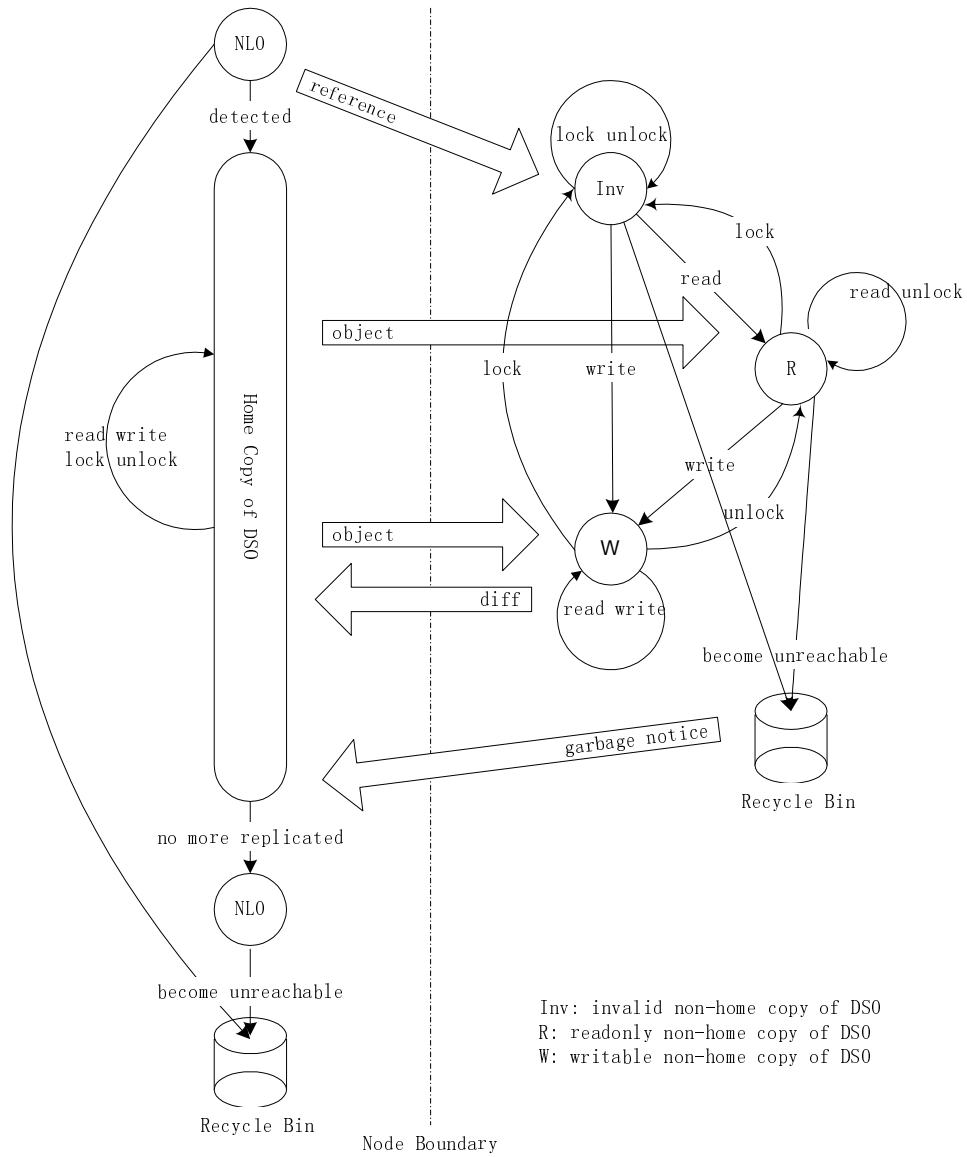 NLO
detected
reference
lock unlock
Inv
lock
read
read unlock
object
R
lock
write
read write
lock unlock
Home Copy of DSO
write
unlock
object
W
diff
read write
become unreachable
garbage notice
Recycle Bin
no more replicated
NLO
become unreachable
Inv: invalid non-home copy of DSO
R: readonly non-home copy of DSO
W: writable non-home copy of DSO
Recycle Bin
Node Boundary